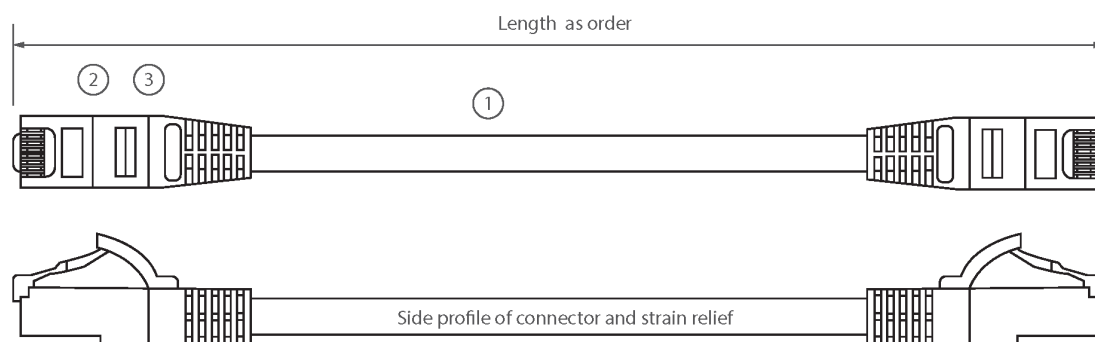 Length as order
2
3
1
Side profile of connector and strain relief